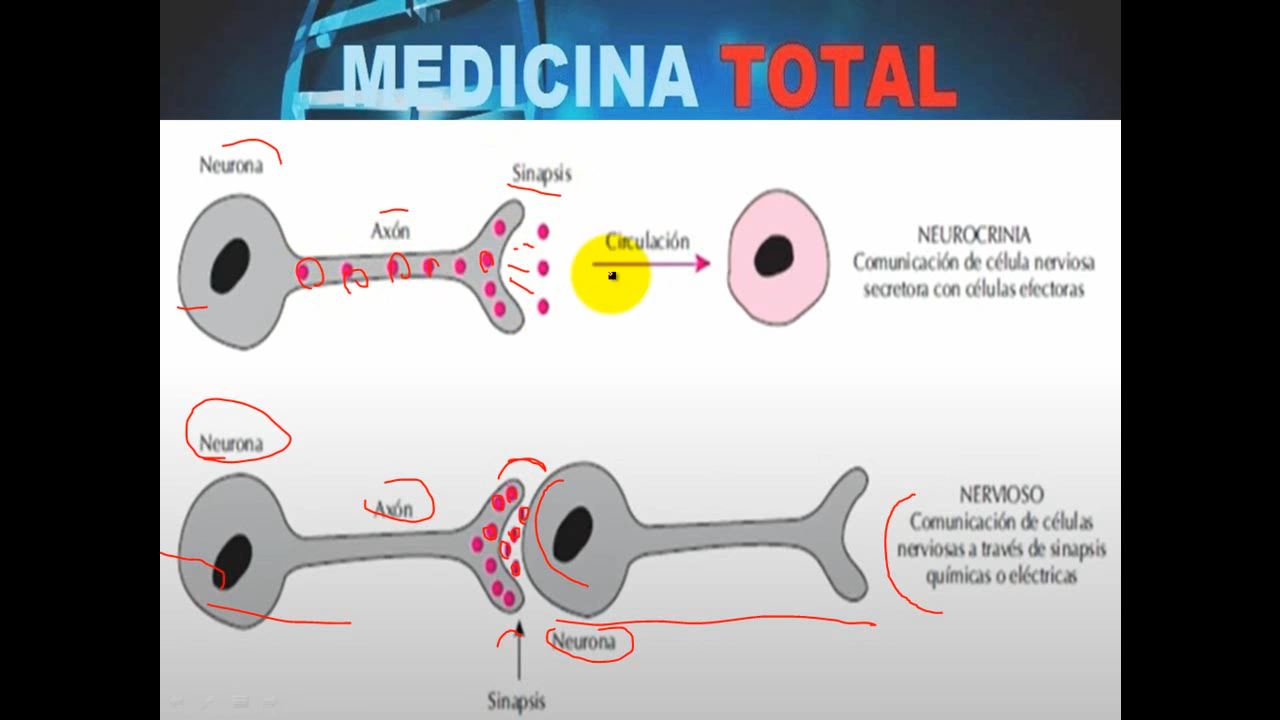 MEDICINA TOTAL
Neurona
Sinapsis
Axón
Circulación
NEUROCRINIA
Comunicación de célula nerviosa
secretora con células efectoras
Neurona
Axón
NERVIOSO
Comunicación de células
nerviosas a través de sinapsis
químicas o eléctricas
Neurona
Sinapsis